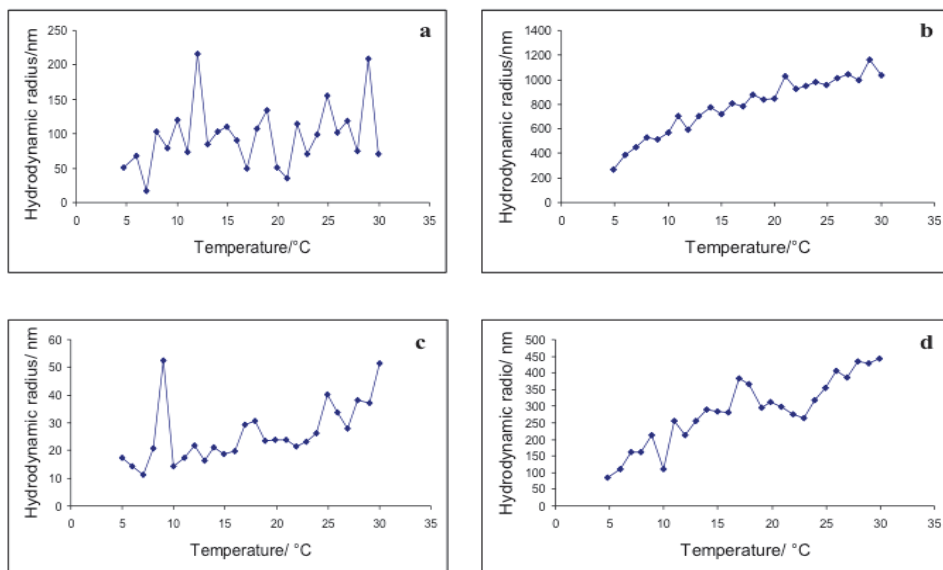 a
Hydrodynamic radius/nm
250
200
150
100
50
0
0 5 10 15 20 25 30 35
Temperature/°C
b
Hydrodynamic radius/nm
1400
1200
1000
800
600
400
200
0
0 5 10 15 20 25 30 35
Temperature/°C
c
Hydrodynamic radius/ nm
60
50
40
30
20
10
0
0 5 10 15 20 25 30 35
Temperature/ °C
d
Hydrodynamic radio/ nm
500
450
400
350
300
250
200
150
100
50
0
0 5 10 15 20 25 30 35
Temperature/ °C